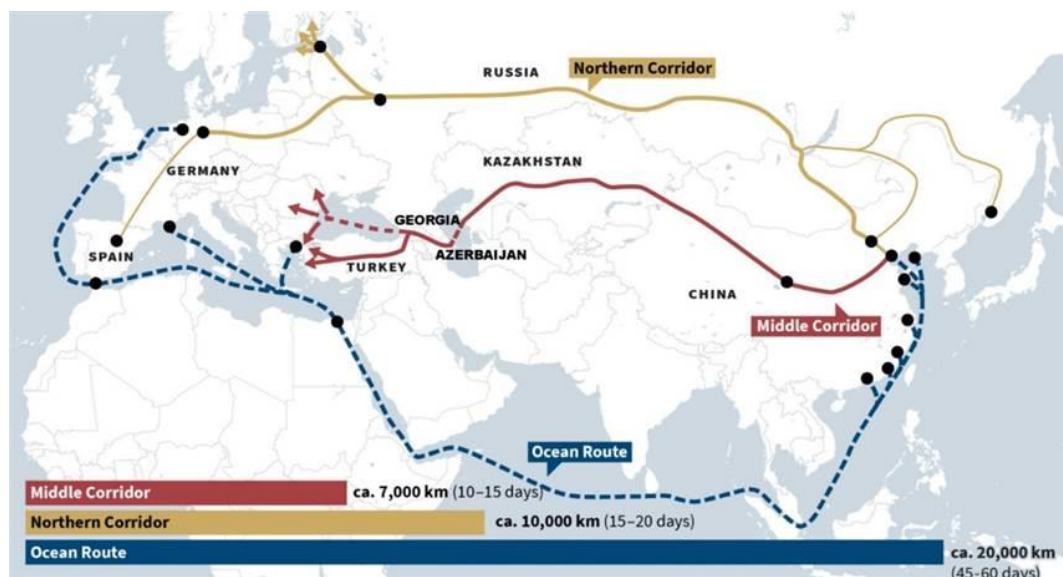 Northern Corridor
RUSSIA
KAZAKHSTAN
GERMANY
GEORGIA
SPAIN
AZERBAIJAN
TURKEY
CHINA
Middle Corridor
Ocean Route
Middle Corridor ca. 7,000 km (10–15 days)
Northern Corridor ca. 10,000 km (15–20 days)
Ocean Route ca. 20,000 km
(45-60 days)